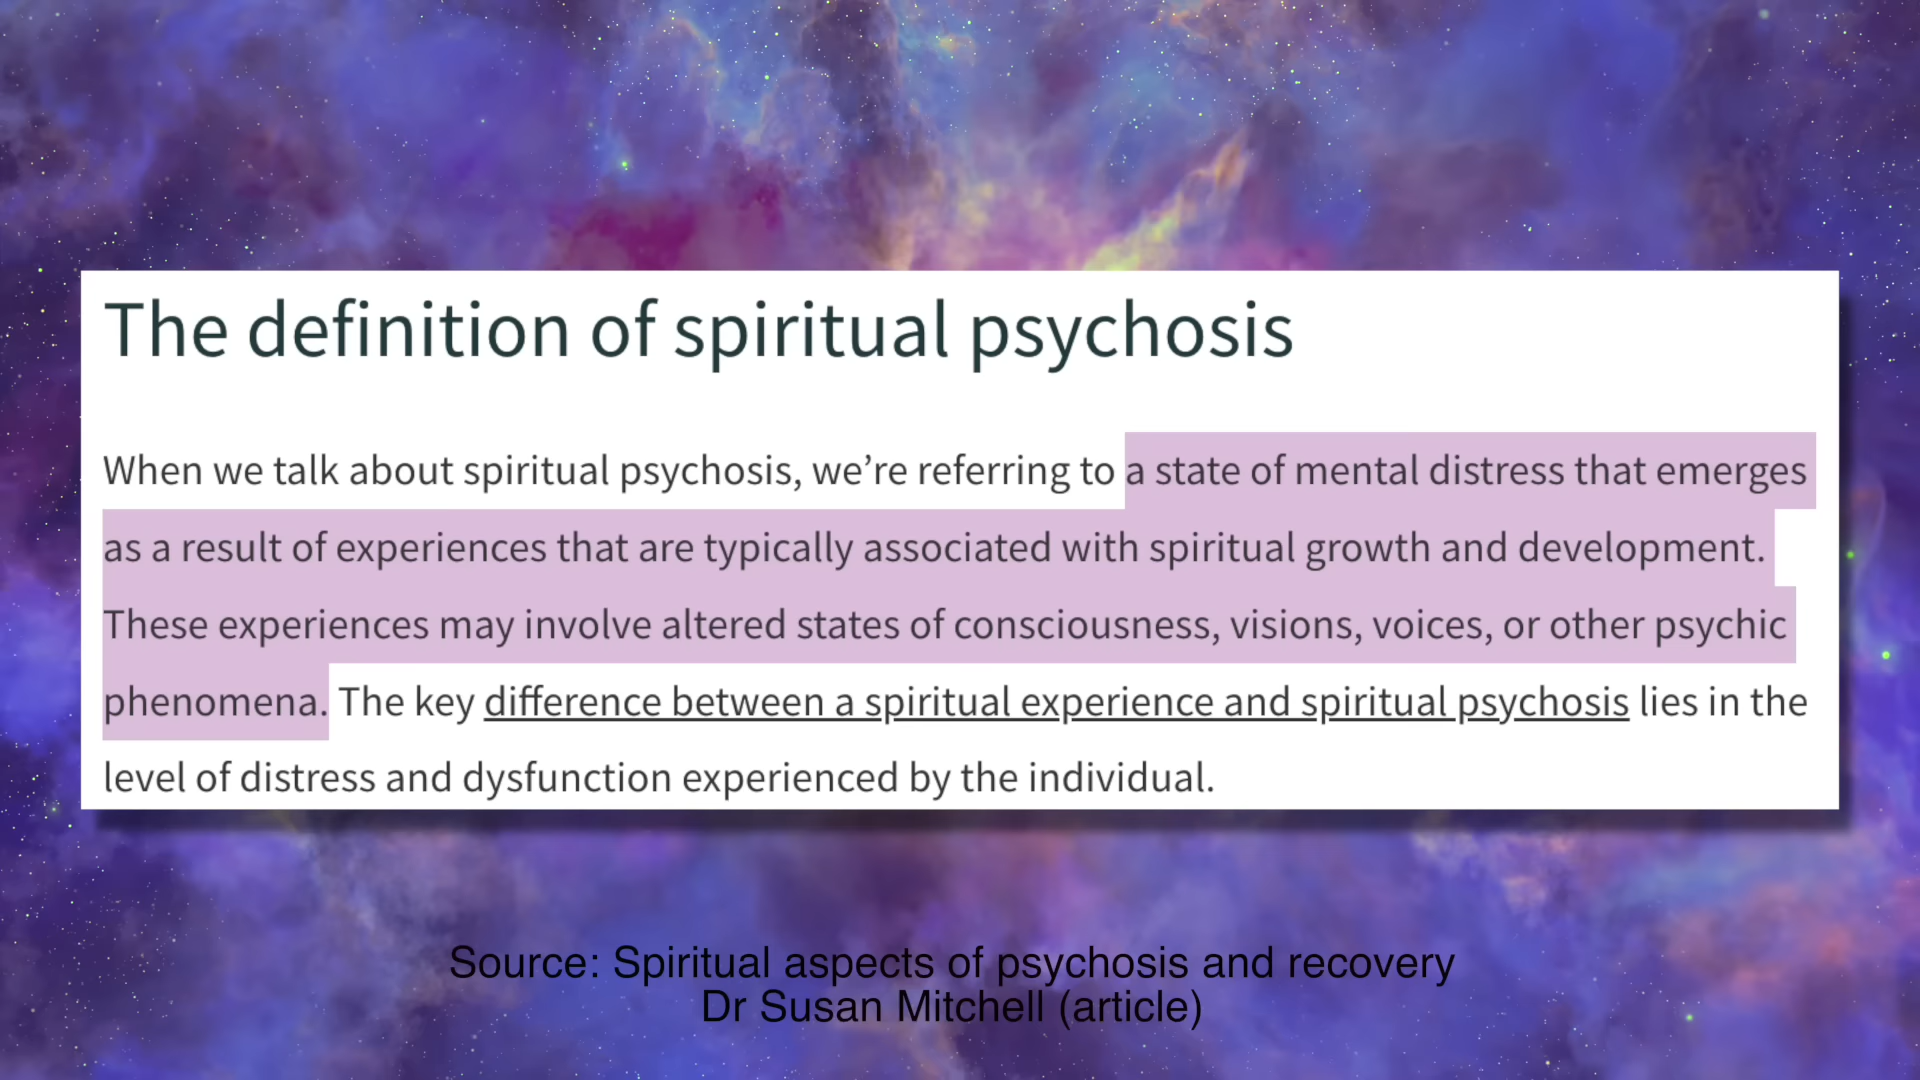 The definition of spiritual psychosis
When we talk about spiritual psychosis, we’re referring to a state of mental distress that emerges
as a result of experiences that are typically associated with spiritual growth and development.
These experiences may involve altered states of consciousness, visions, voices, or other psychic
phenomena. The key difference between a spiritual experience and spiritual psychosis lies in the
level of distress and dysfunction experienced by the individual.
Source: Spiritual aspects of psychosis and recovery
Dr Susan Mitchell (article)